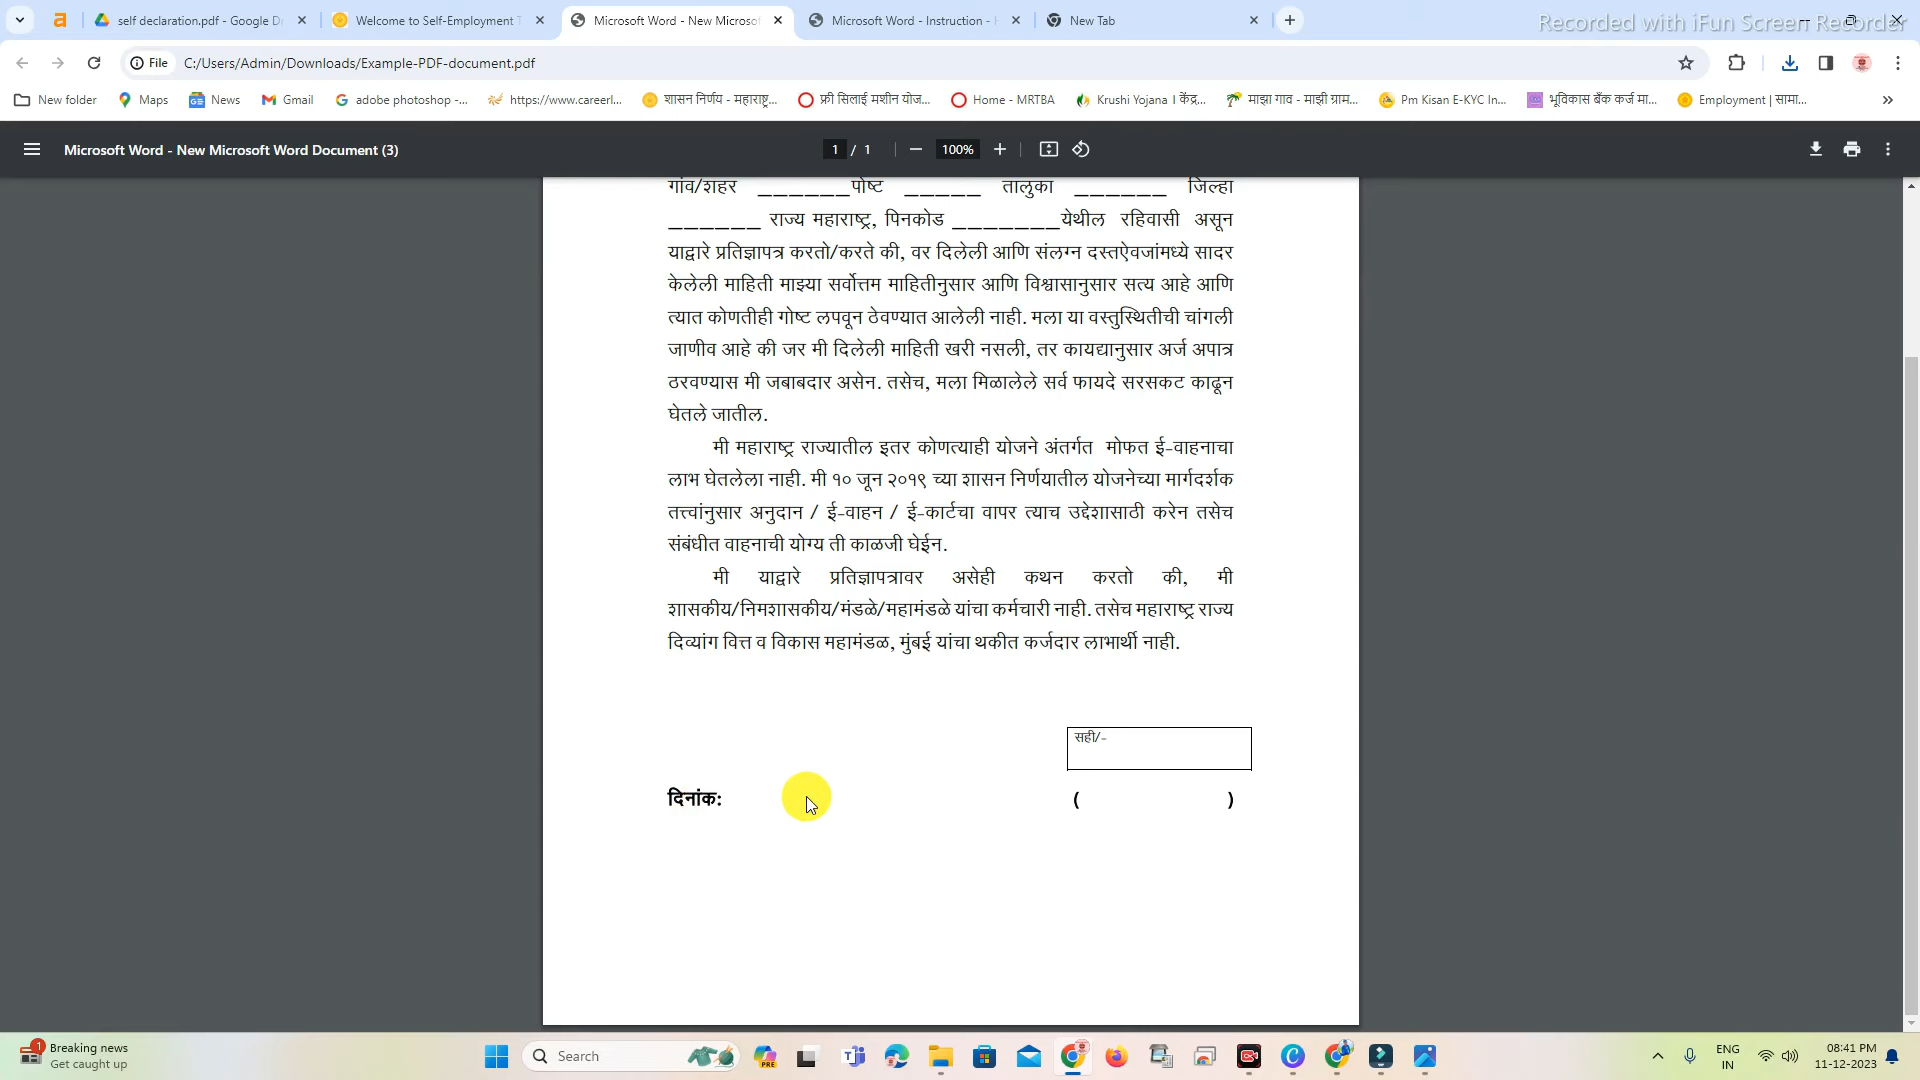 self declaration.pdf - Google Dr
Welcome to Self-Employment T
Microsoft Word - New Microsof
Microsoft Word - Instruction - H
New Tab
Recorded with iFun Screen Recorder
File
C:/Users/Admin/Downloads/Example-PDF-document.pdf
New folder
Maps
News
Gmail
adobe photoshop -...
https://www.careerl...
शासन निर्णय - महाराष्ट्र...
फ्री सिलाई मशीन योज...
Home - MRTBA
Krushi Yojana । केंद्र...
माझा गाव - माझी ग्राम...
Pm Kisan E-KYC In...
भूविकास बँक कर्ज मा...
Employment | सामा...
Microsoft Word - New Microsoft Word Document (3)
1 / 1
100%
गांव/शहर ______पोष्ट _____ तालुका ______ जिल्हा
______ राज्य महाराष्ट्र, पिनकोड _______येथील रहिवासी असून
याद्वारे प्रतिज्ञापत्र करतो/करते की, वर दिलेली आणि संलग्न दस्तऐवजांमध्ये सादर
केलेली माहिती माझ्या सर्वोत्तम माहितीनुसार आणि विश्वासानुसार सत्य आहे आणि
त्यात कोणतीही गोष्ट लपवून ठेवण्यात आलेली नाही. मला या वस्तुस्थितीची चांगली
जाणीव आहे की जर मी दिलेली माहिती खरी नसली, तर कायद्यानुसार अर्ज अपात्र
ठरवण्यास मी जबाबदार असेन. तसेच, मला मिळालेले सर्व फायदे सरसकट काढून
घेतले जातील.
मी महाराष्ट्र राज्यातील इतर कोणत्याही योजने अंतर्गत मोफत ई-वाहनाचा
लाभ घेतलेला नाही. मी १० जून २०१९ च्या शासन निर्णयातील योजनेच्या मार्गदर्शक
तत्त्वांनुसार अनुदान / ई-वाहन / ई-कार्टचा वापर त्याच उद्देशासाठी करेन तसेच
संबंधीत वाहनाची योग्य ती काळजी घेईन.
मी याद्वारे प्रतिज्ञापत्रावर असेही कथन करतो की, मी
शासकीय/निमशासकीय/मंडळे/महामंडळे यांचा कर्मचारी नाही. तसेच महाराष्ट्र राज्य
दिव्यांग वित्त व विकास महामंडळ, मुंबई यांचा थकीत कर्जदार लाभार्थी नाही.
सही/-
दिनांक:
( )
1
Breaking news
Get caught up
Search
PRE
ENG
IN
08:41 PM
11-12-2023